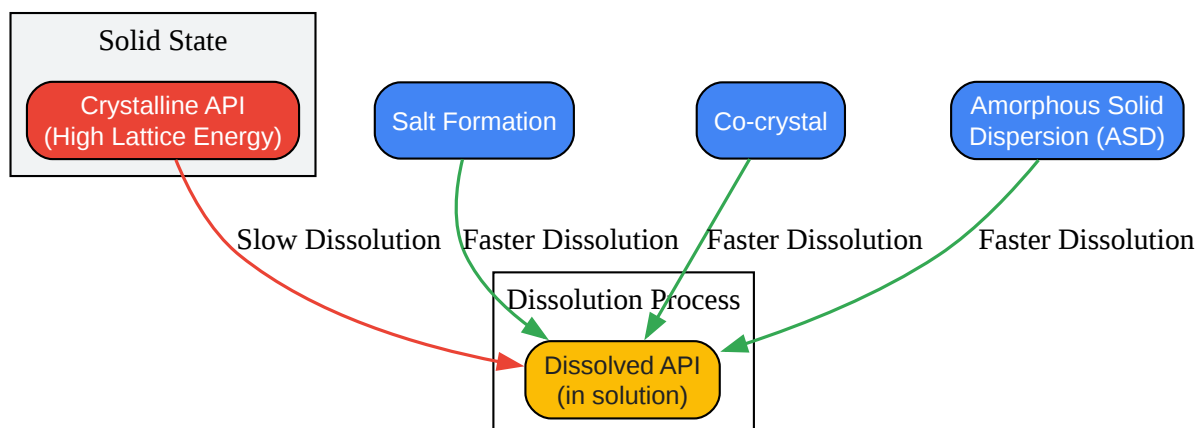 Solid State
Crystalline API
(High Lattice Energy)
Salt Formation
Co-crystal
Amorphous Solid
Dispersion (ASD)
Slow Dissolution
Faster Dissolution
Faster Dissolution
Faster Dissolution
Dissolution Process
Dissolved API
(in solution)